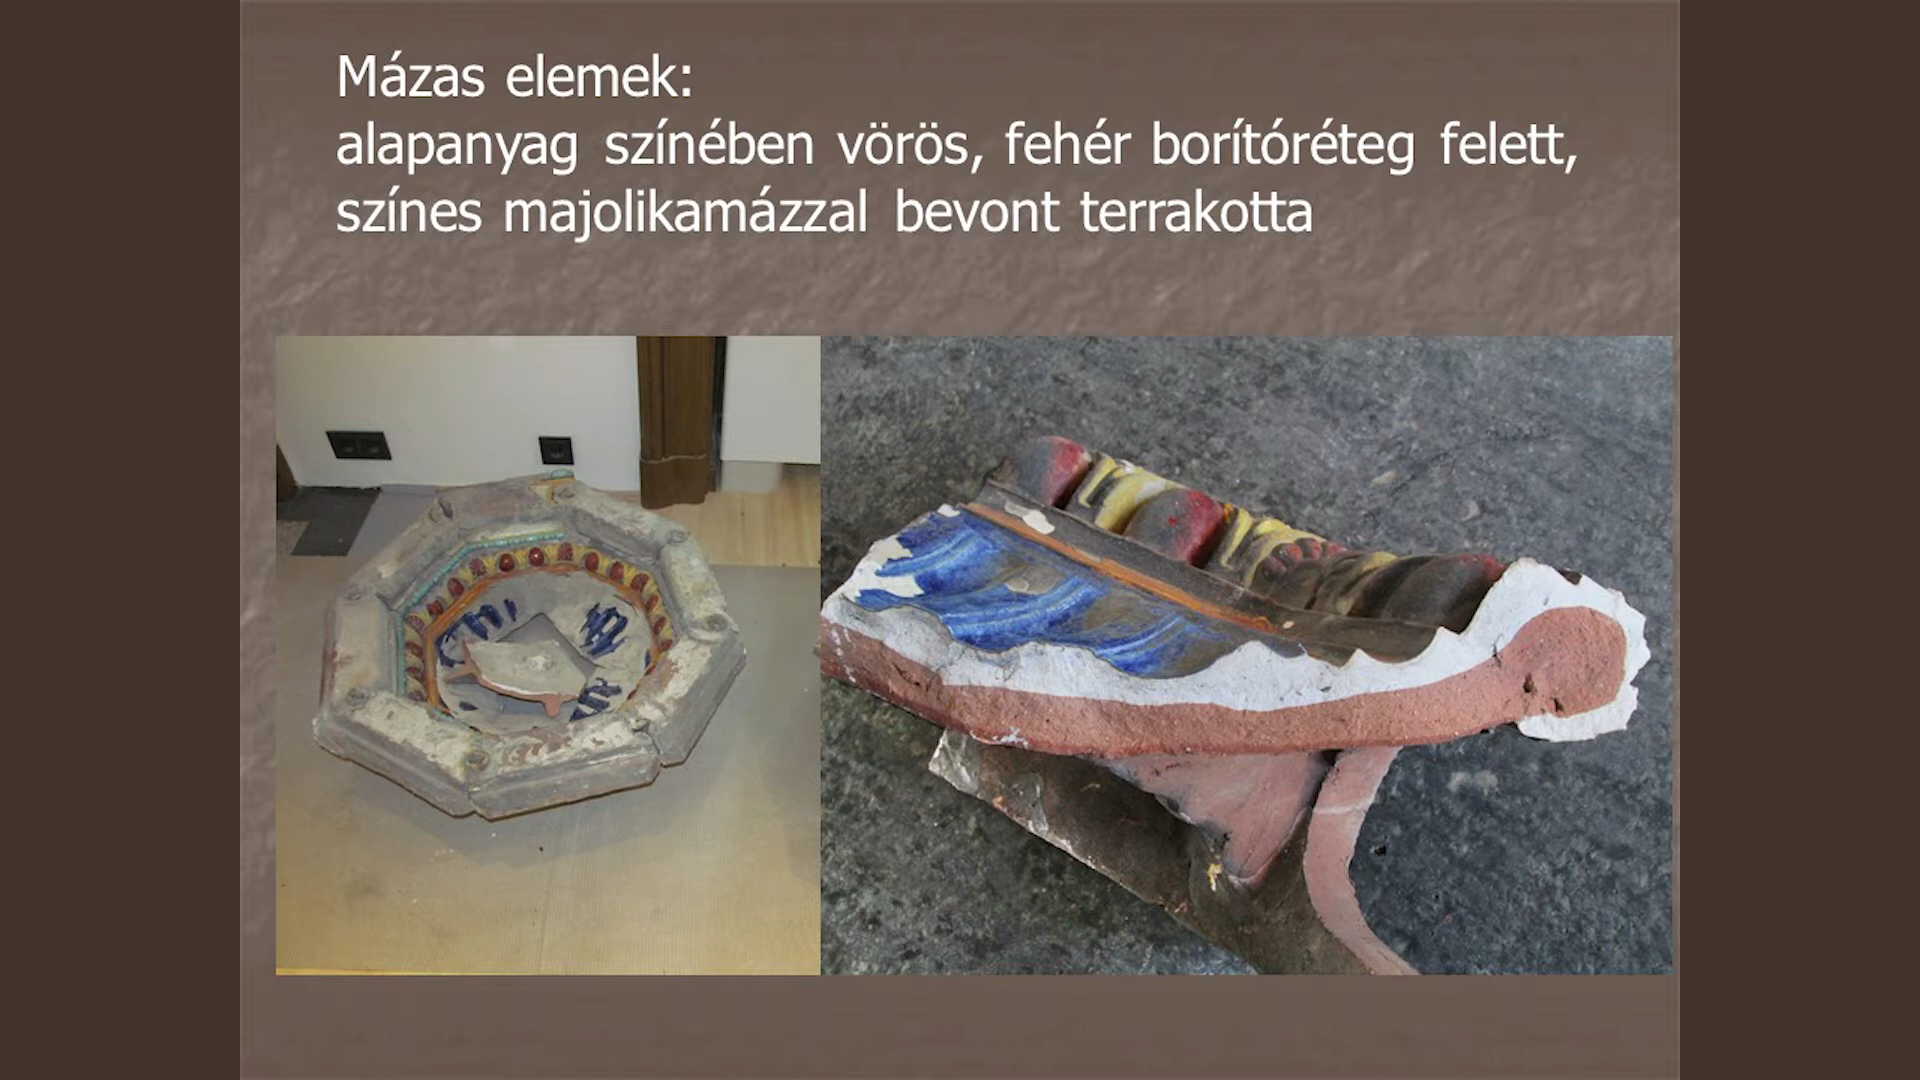 Mázas elemek:
alapanyag színében vörös, fehér borítóréteg felett,
színes majolikamázzal bevont terrakotta